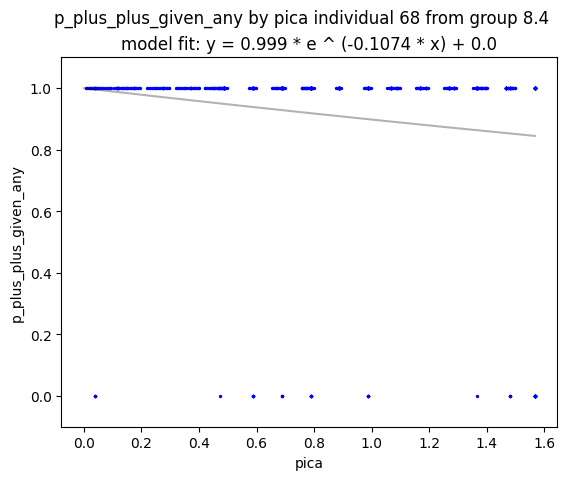 p_plus_plus_given_any by pica individual 68 from group 8.4
model fit: y = 0.999 * e ^ (-0.1074 * x) + 0.0
1.0
0.8
0.6
0.4
0.2
0.0
p_plus_plus_given_any
0.0 0.2 0.4 0.6 0.8 1.0 1.2 1.4 1.6
pica